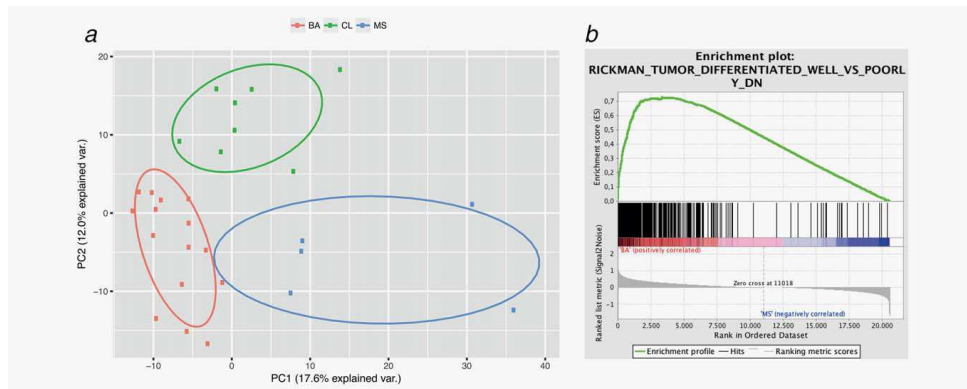 BA CL MS
a
20
10
0
−10
PC2 (12.0% explained var.)
−10 0 10 20 30 40
PC1 (17.6% explained var.)
b
Enrichment plot:
RICKMAN_TUMOR_DIFFERENTIATED_WELL_VS_POORL
Y_DN
Enrichment score (ES)
0,7
0,6
0,5
0,4
0,3
0,2
0,1
0,0
'BA' (positively correlated)
Ranked list metric (Signal2Noise)
2
1
0
-1
Zero cross at 11018
'MS' (negatively correlated)
0 2.500 5.000 7.500 10.000 12.500 15.000 17.500 20.000
Rank in Ordered Dataset
Enrichment profile Hits Ranking metric scores